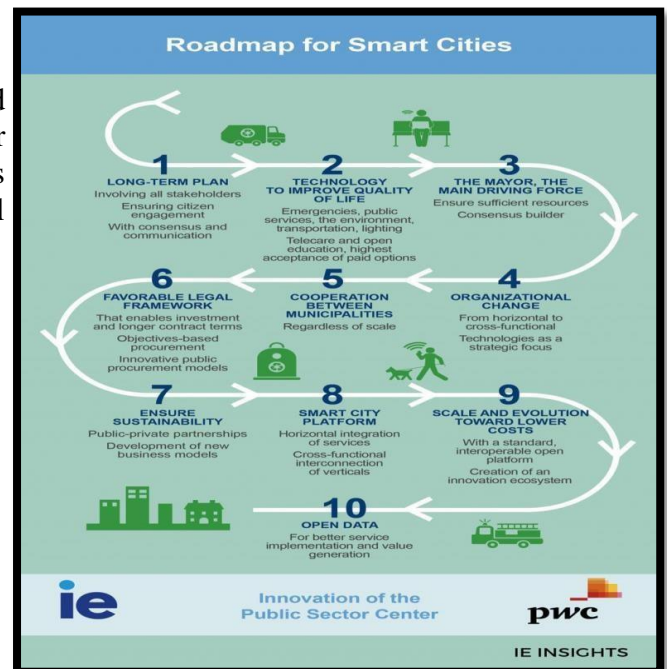 d
r
s
l
Roadmap for Smart Cities
1
LONG-TERM PLAN
Involving all stakeholders
Ensuring citizen
engagement
With consensus and
communication
2
TECHNOLOGY
TO IMPROVE QUALITY
OF LIFE
Emergencies, public
services, the environment,
transportation, lighting
Telecare and open
education, highest
acceptance of paid options
3
THE MAYOR, THE
MAIN DRIVING FORCE
Ensure sufficient resources
Consensus builder
4
ORGANIZATIONAL
CHANGE
From horizontal to
cross-functional
Technologies as a
strategic focus
5
COOPERATION
BETWEEN
MUNICIPALITIES
Regardless of scale
6
FAVORABLE LEGAL
FRAMEWORK
That enables investment
and longer contract terms
Objectives-based
procurement
Innovative public
procurement models
7
ENSURE
SUSTAINABILITY
Public-private partnerships
Development of new
business models
8
SMART CITY
PLATFORM
Horizontal integration
of services
Cross-functional
interconnection
of verticals
9
SCALE AND EVOLUTION
TOWARD LOWER
COSTS
With a standard,
interoperable open
platform
Creation of an
innovation ecosystem
10
OPEN DATA
For better service
implementation and value
generation
ie
Innovation of the
Public Sector Center
pwc
IE INSIGHTS